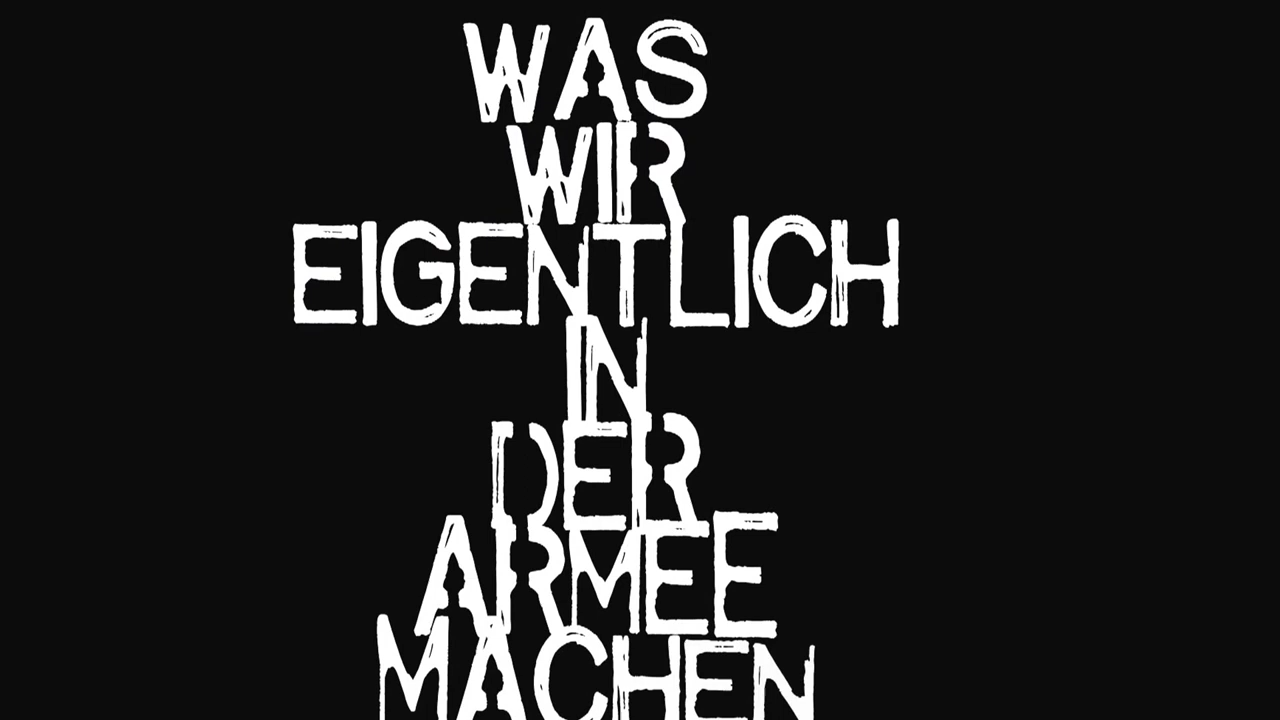 WAS
WIR
EIGENTLICH
IN
DER
ARMEE
MACHEN